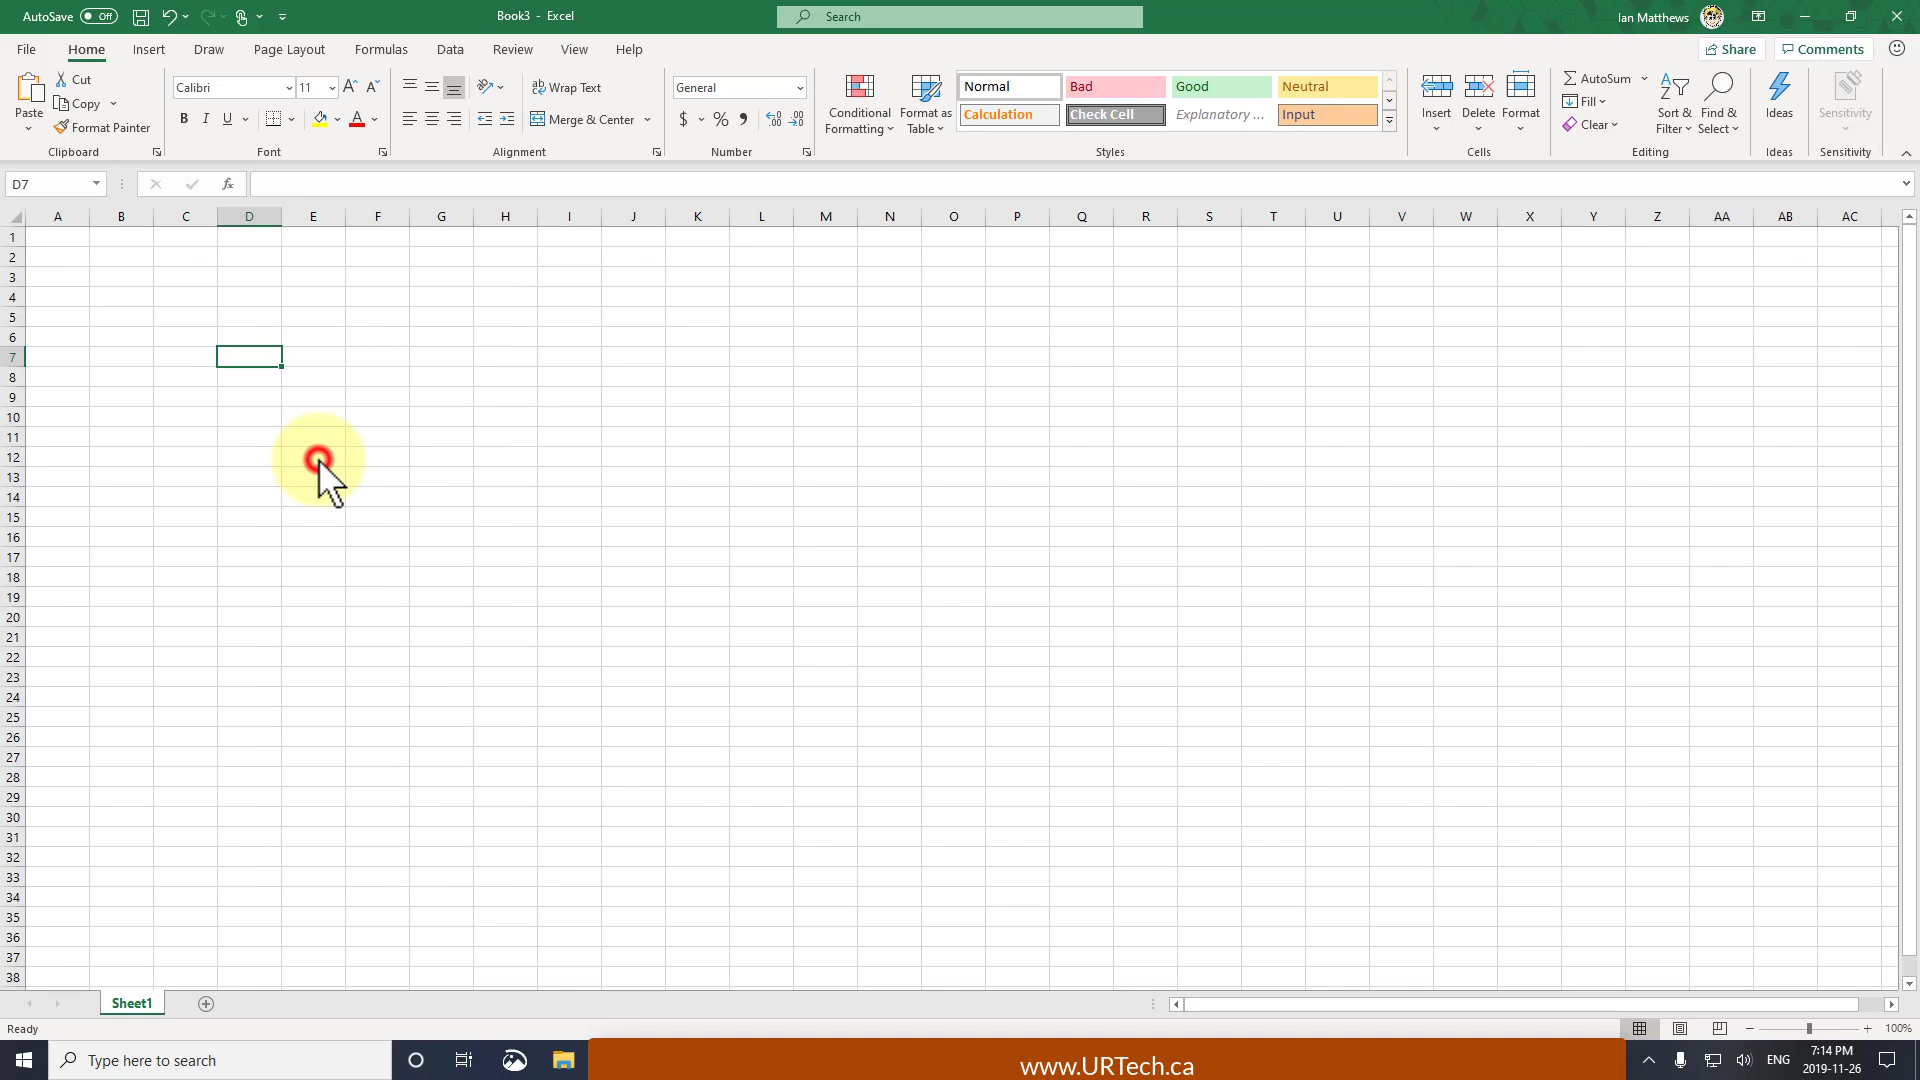 AutoSave Off Book3 - Excel Search Ian Matthews
File Home Insert Draw Page Layout Formulas Data Review View Help Share Comments
Paste
Cut
Copy
Format Painter
Clipboard
Calibri 11
B I U A
Font
Wrap Text
Merge & Center
Alignment
General
$ % 9
Number
Conditional Formatting
Format as Table
Normal Bad Good Neutral
Calculation Check Cell Explanatory ... Input
Styles
Insert Delete Format
Cells
AutoSum
Fill
Clear
Sort & Filter
Find & Select
Editing
Ideas
Ideas
Sensitivity
Sensitivity
D7 fx
A B C D E F G H I J K L M N O P Q R S T U V W X Y Z AA AB AC
1
2
3
4
5
6
7
8
9
10
11
12
13
14
15
16
17
18
19
20
21
22
23
24
25
26
27
28
29
30
31
32
33
34
35
36
37
38
Sheet1
Ready 100%
Type here to search www.URTech.ca ENG 7:14 PM
2019-11-26